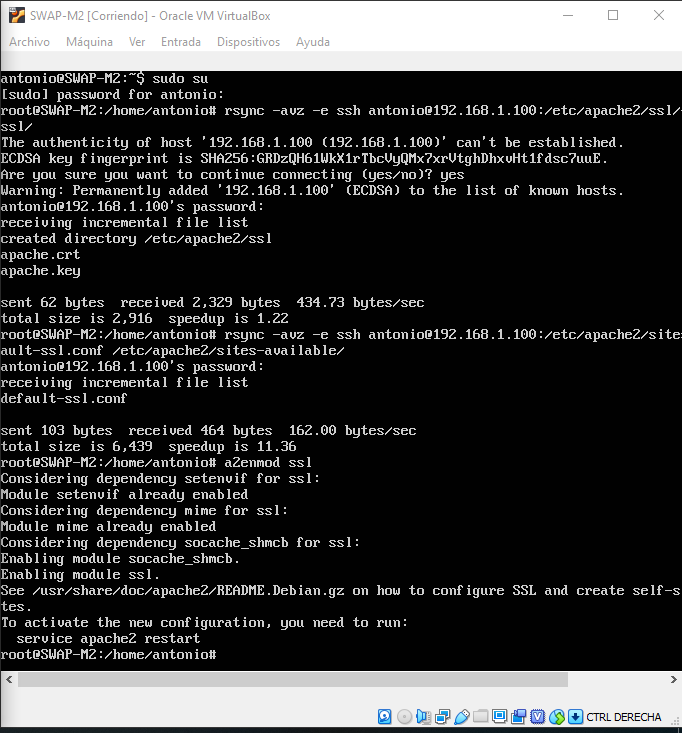 SWAP-M2 [Corriendo] - Oracle VM VirtualBox
Archivo Máquina Ver Entrada Dispositivos Ayuda
antonio@SWAP-M2:~$ sudo su
[sudo] password for antonio:
root@SWAP-M2:/home/antonio# rsync -avz -e ssh antonio@192.168.1.100:/etc/apache2/ssl/
ssl/
The authenticity of host '192.168.1.100 (192.168.1.100)' can't be established.
ECDSA key fingerprint is SHA256:GRDzQH61WkX1rTbcVyQMx7xrVtghDhxvHt1fdsc7uuE.
Are you sure you want to continue connecting (yes/no)? yes
Warning: Permanently added '192.168.1.100' (ECDSA) to the list of known hosts.
antonio@192.168.1.100's password:
receiving incremental file list
created directory /etc/apache2/ssl
apache.crt
apache.key
sent 62 bytes  received 2,329 bytes  434.73 bytes/sec
total size is 2,916  speedup is 1.22
root@SWAP-M2:/home/antonio# rsync -avz -e ssh antonio@192.168.1.100:/etc/apache2/sites
ault-ssl.conf /etc/apache2/sites-available/
antonio@192.168.1.100's password:
receiving incremental file list
default-ssl.conf
sent 103 bytes  received 464 bytes  162.00 bytes/sec
total size is 6,439  speedup is 11.36
root@SWAP-M2:/home/antonio# a2enmod ssl
Considering dependency setenvif for ssl:
Module setenvif already enabled
Considering dependency mime for ssl:
Module mime already enabled
Considering dependency socache_shmcb for ssl:
Enabling module socache_shmcb.
Enabling module ssl.
See /usr/share/doc/apache2/README.Debian.gz on how to configure SSL and create self-s
tes.
To activate the new configuration, you need to run:
  service apache2 restart
root@SWAP-M2:/home/antonio#
CTRL DERECHA